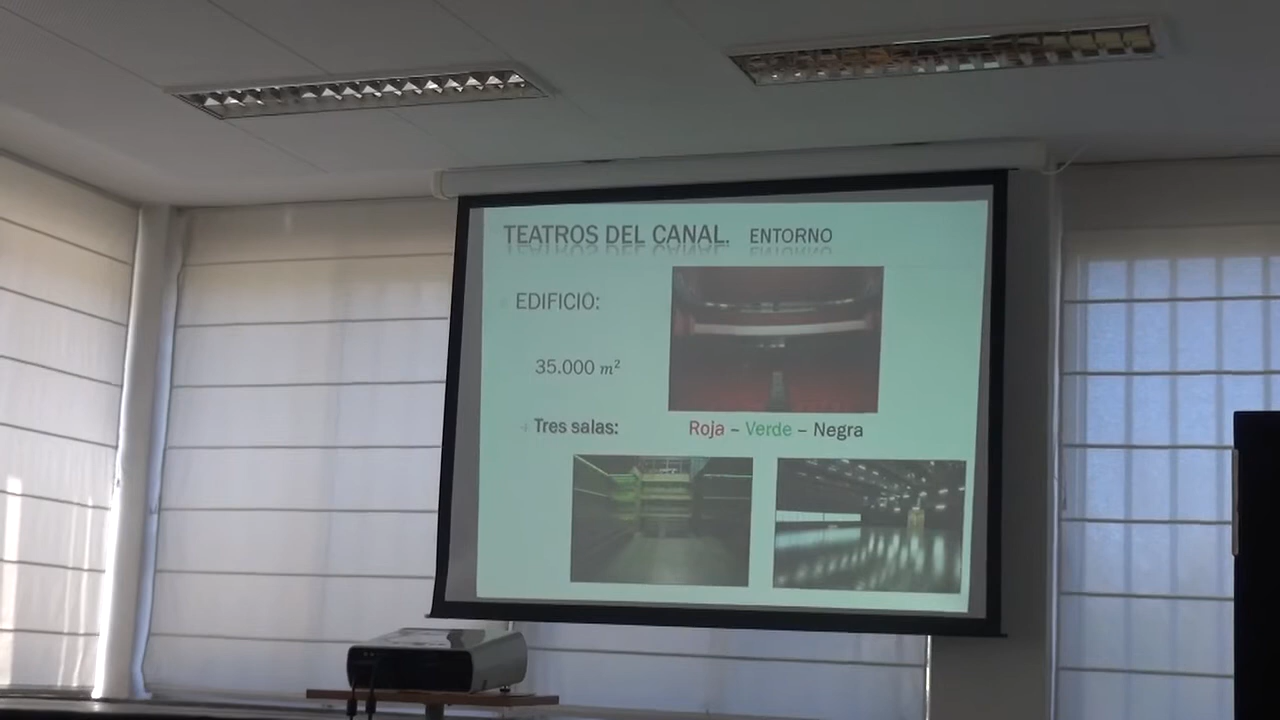 TEATROS DEL CANAL. ENTORNO
EDIFICIO:
35.000 m²
+ Tres salas:
Roja – Verde – Negra